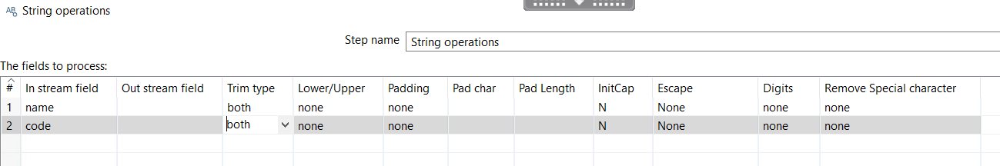 String operations
Step name String operations
The fields to process:
# In stream field Out stream field Trim type Lower/Upper Padding Pad char Pad Length InitCap Escape Digits Remove Special character
1 name both none none N None none none
2 code both none none N None none none